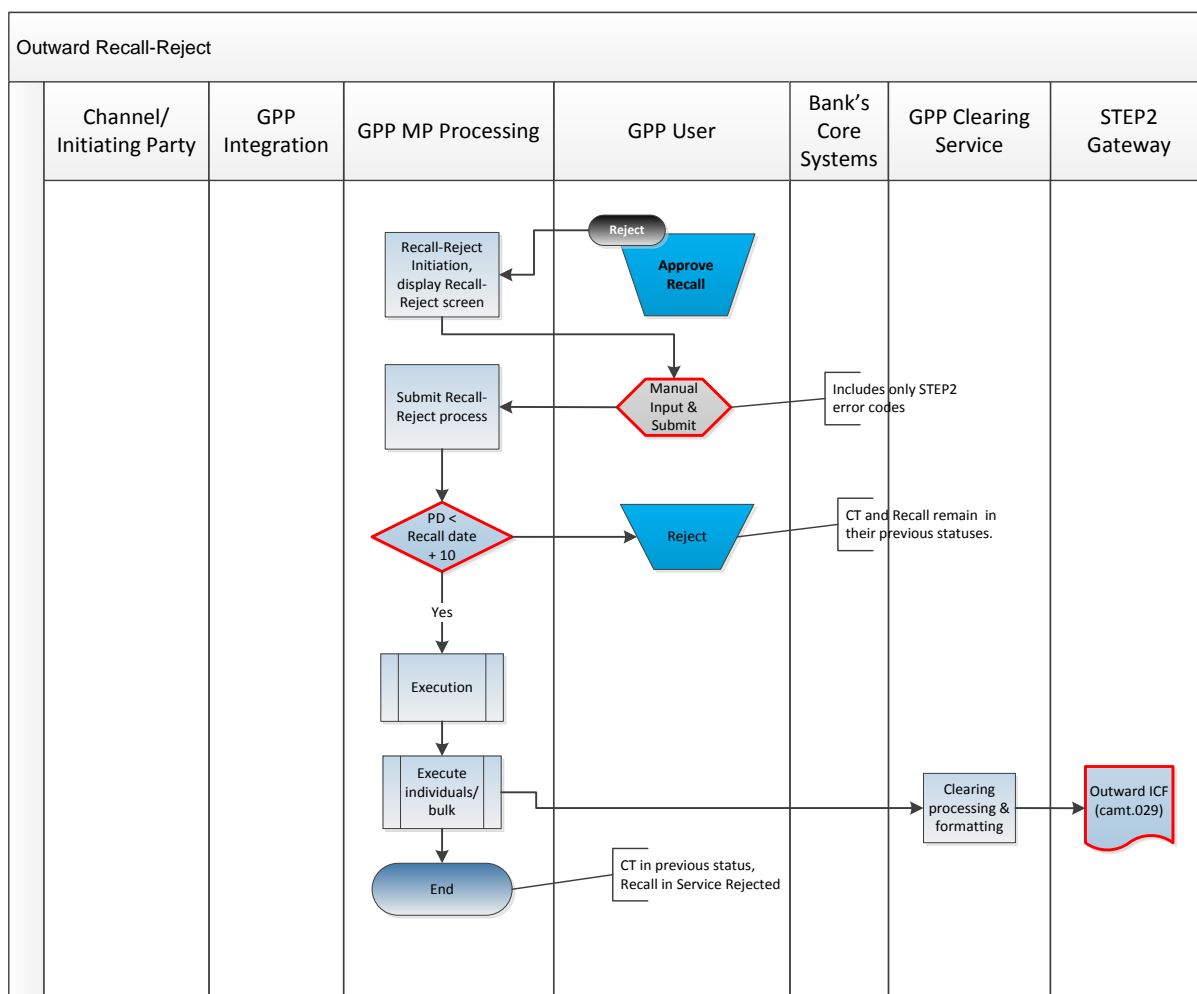 Outward Recall-Reject
Channel/
Initiating Party
GPP
Integration
GPP MP Processing
GPP User
Bank's
Core
Systems
GPP Clearing
Service
STEP2
Gateway
Reject
Approve
Recall
Recall-Reject
Initiation,
display Recall-
Reject screen
Submit Recall-
Reject process
Manual
Input &
Submit
Includes only STEP2
error codes
PD <
Recall date
+ 10
Reject
CT and Recall remain in
their previous statuses.
Yes
Execution
Execute
individuals/
bulk
Clearing
processing &
formatting
Outward ICF
(camt.029)
End
CT in previous status,
Recall in Service Rejected